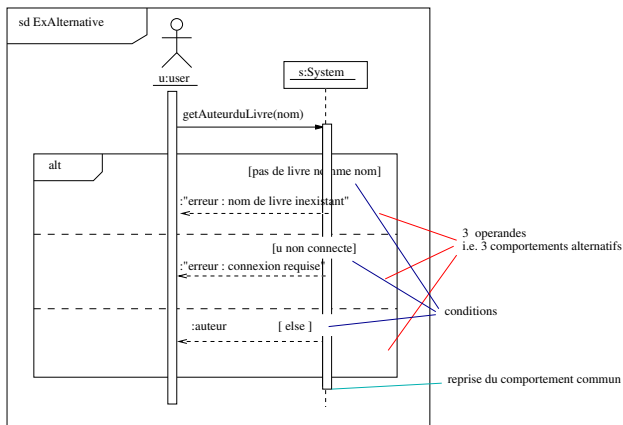 sd ExAlternative
u:user
s:System
getAuteurduLivre(nom)
alt
[pas de livre nomme nom]
:"erreur : nom de livre inexistant"
3 operandes
i.e. 3 comportements alternatifs
[u non connecte]
:"erreur : connexion requise"
conditions
:auteur
[ else ]
reprise du comportement commun